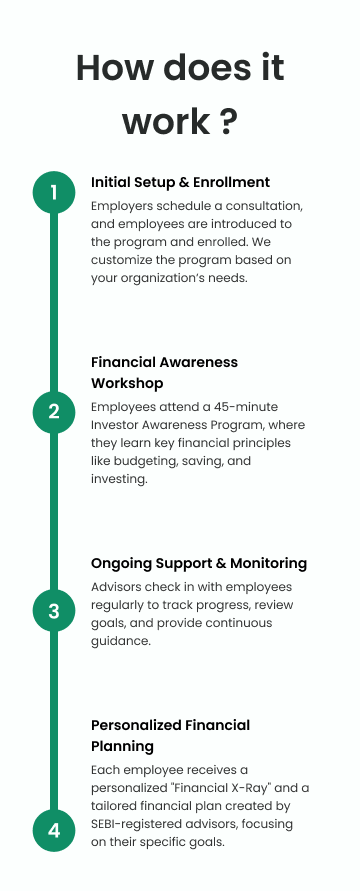 How does it
work ?
1
Initial Setup & Enrollment
Employers schedule a consultation,
and employees are introduced to
the program and enrolled. We
customize the program based on
your organization’s needs.
2
Financial Awareness
Workshop
Employees attend a 45-minute
Investor Awareness Program, where
they learn key financial principles
like budgeting, saving, and
investing.
3
Ongoing Support & Monitoring
Advisors check in with employees
regularly to track progress, review
goals, and provide continuous
guidance.
4
Personalized Financial
Planning
Each employee receives a
personalized "Financial X-Ray" and a
tailored financial plan created by
SEBI-registered advisors, focusing
on their specific goals.